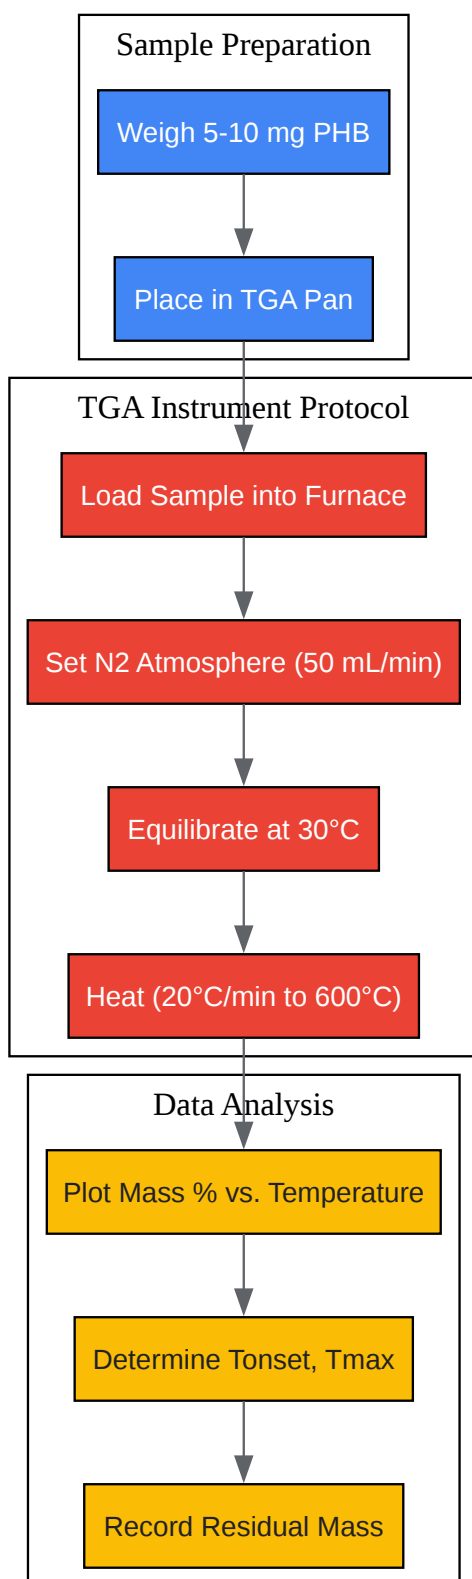 Sample Preparation
Weigh 5-10 mg PHB
Place in TGA Pan
TGA Instrument Protocol
Load Sample into Furnace
Set N2 Atmosphere (50 mL/min)
Equilibrate at 30°C
Heat (20°C/min to 600°C)
Data Analysis
Plot Mass % vs. Temperature
Determine Tonset, Tmax
Record Residual Mass